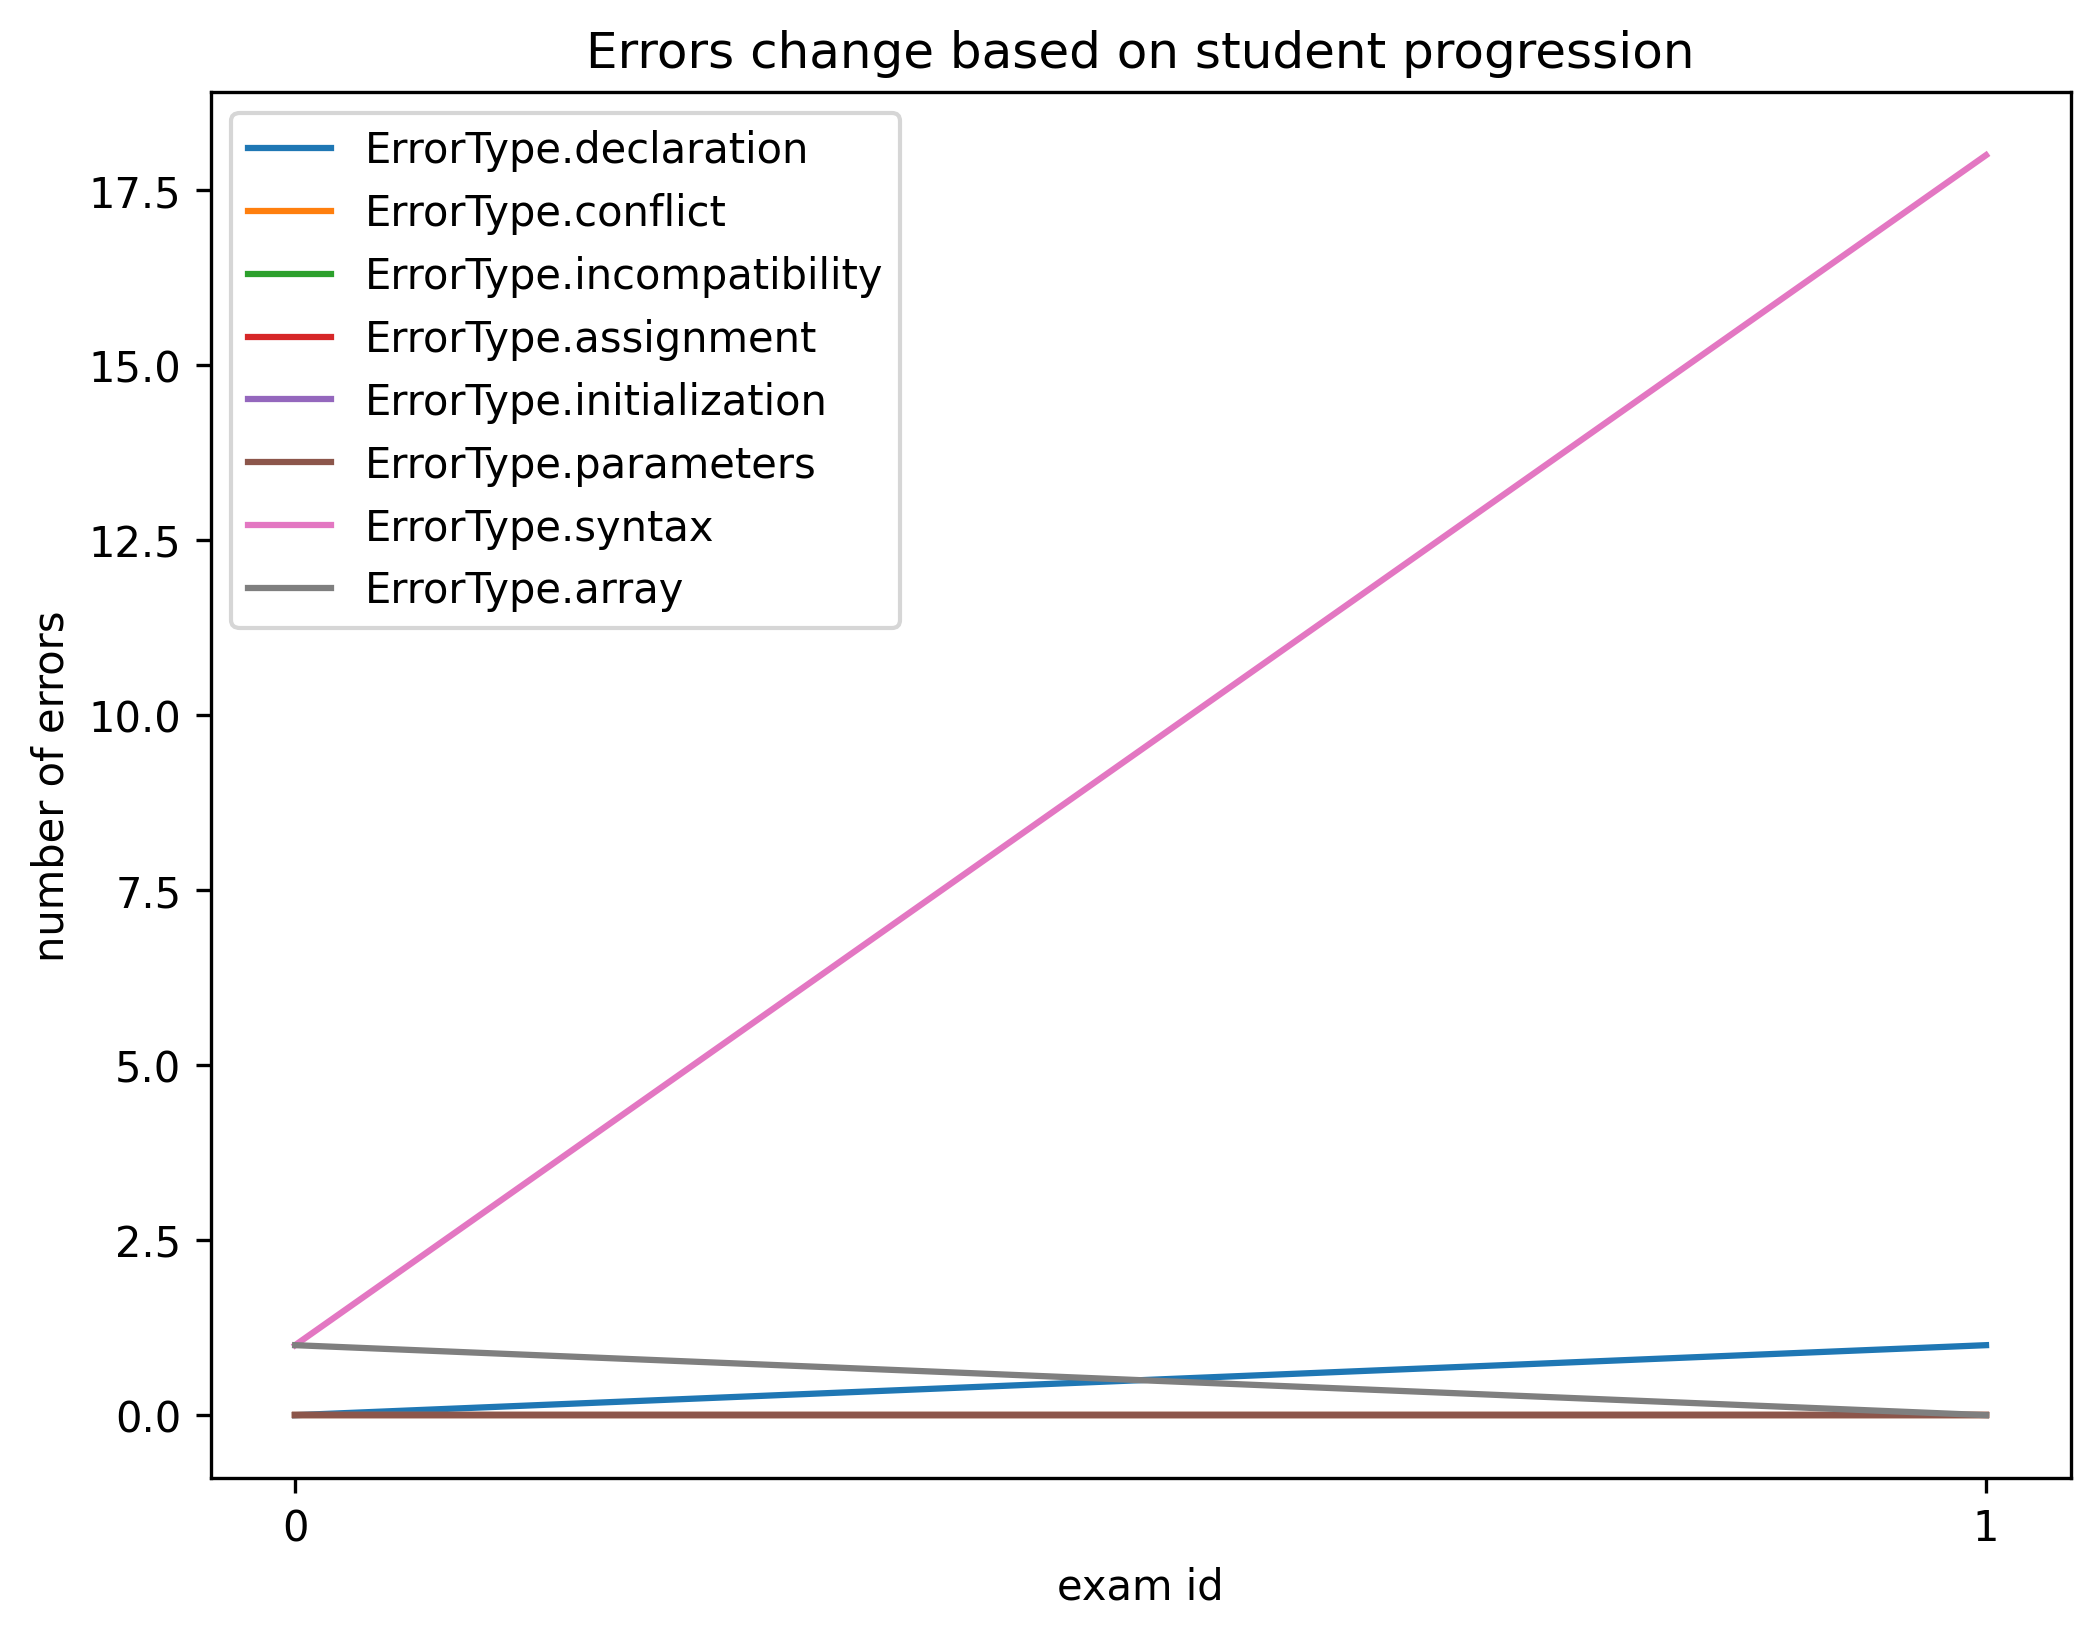 Errors change based on student progression
ErrorType.declaration
ErrorType.conflict
ErrorType.incompatibility
ErrorType.assignment
ErrorType.initialization
ErrorType.parameters
ErrorType.syntax
ErrorType.array
17.5
15.0
12.5
10.0
7.5
5.0
2.5
0.0
number of errors
0 1
exam id